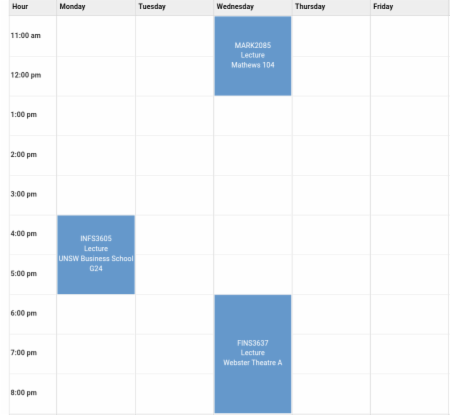 Hour Monday Tuesday Wednesday Thursday Friday
11:00 am
MARK2085
Lecture
Mathews 104
12:00 pm
1:00 pm
2:00 pm
3:00 pm
4:00 pm
INFS3605
Lecture
UNSW Business School
G24
5:00 pm
6:00 pm
7:00 pm
FINS3637
Lecture
Webster Theatre A
8:00 pm